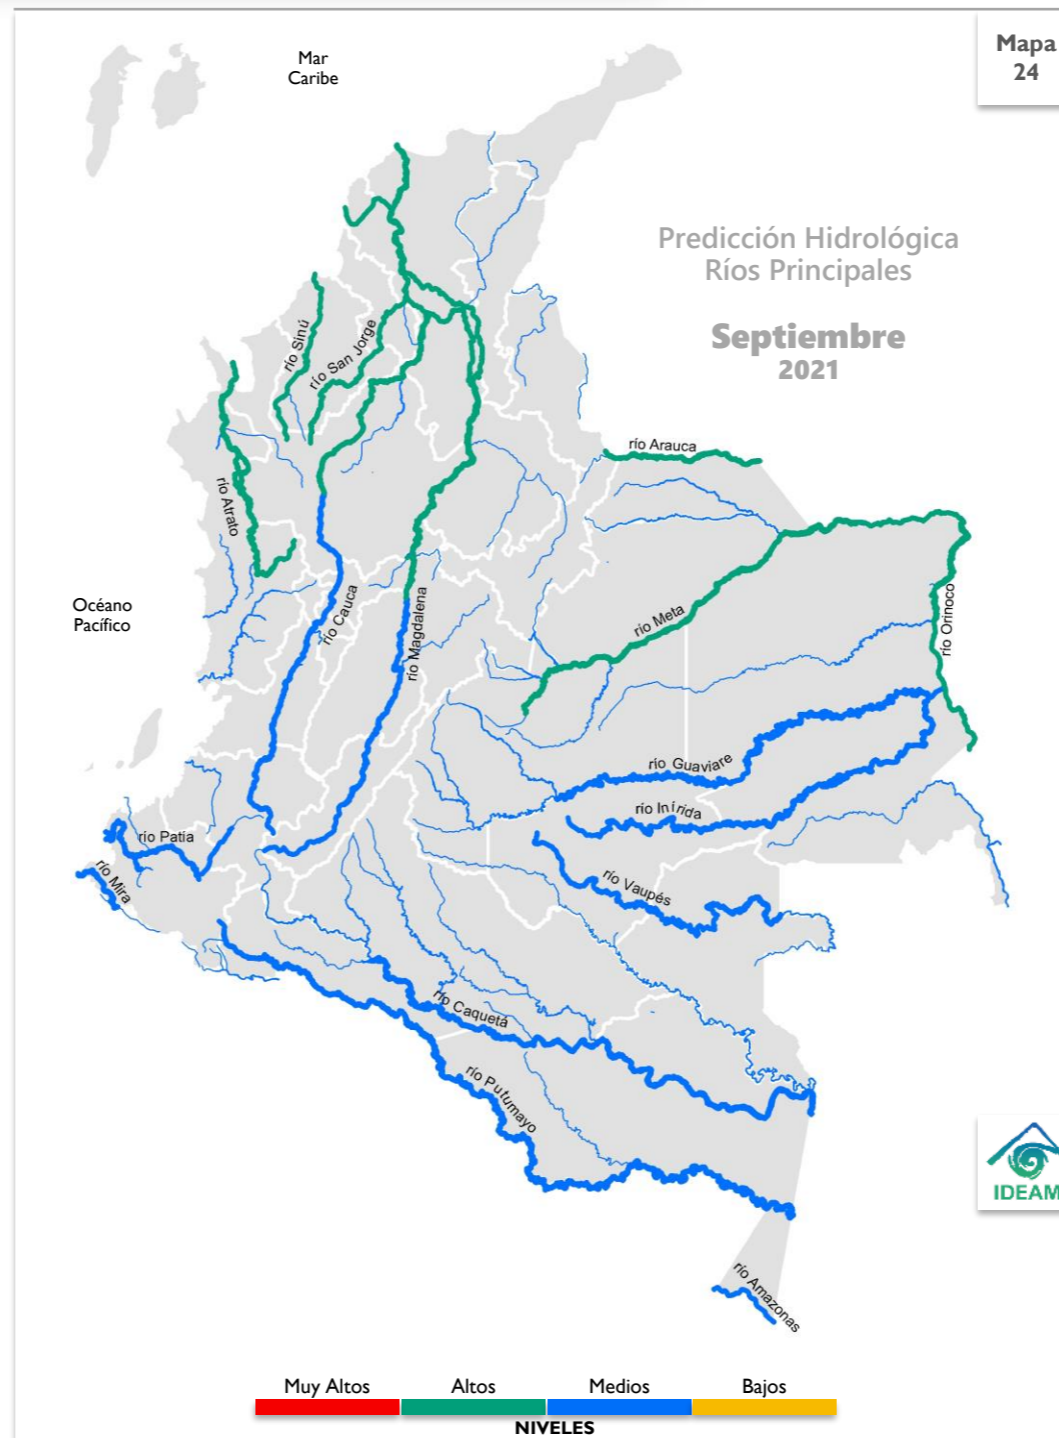 Mapa
24
Mar
Caribe
Predicción Hidrológica
Ríos Principales
Septiembre
2021
río Sinú
río San Jorge
río Arauca
río Atrato
río Cauca
río Magdalena
río Meta
río Orinoco
Océano
Pacífico
río Guaviare
río Inírida
río Patía
río Mira
río Vaupés
río Caquetá
río Putumayo
IDEAM
río Amazonas
Muy Altos
Altos
Medios
Bajos
NIVELES